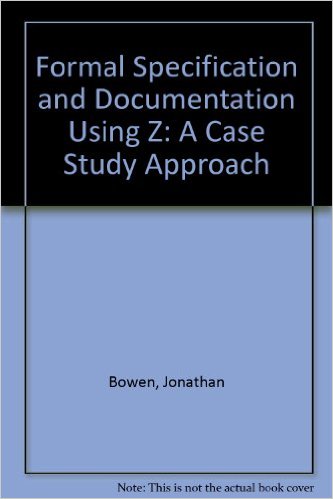 Formal Specification
and Documentation
Using Z: A Case
Study Approach
Bowen, Jonathan
Note: This is not the actual book cover